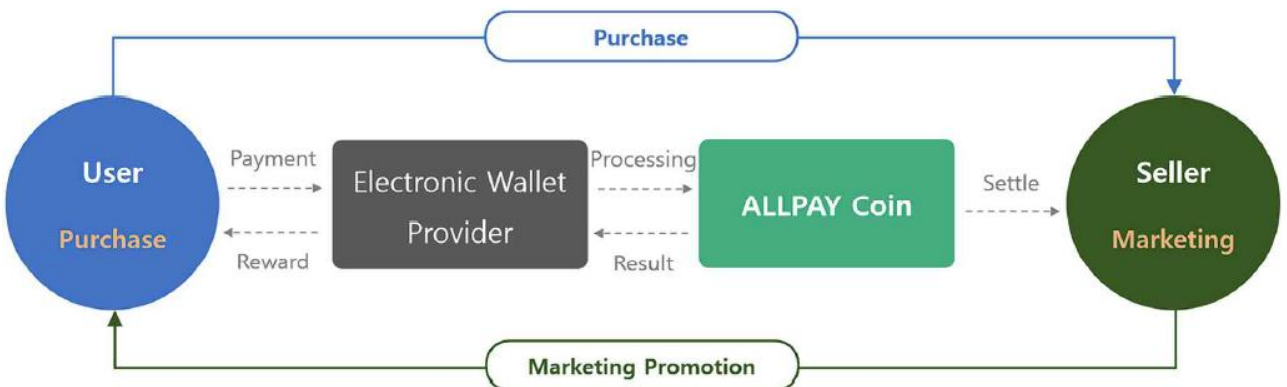 Purchase
User
Purchase
Payment
Reward
Electronic Wallet
Provider
Processing
Result
ALLPAY Coin
Settle
Seller
Marketing
Marketing Promotion